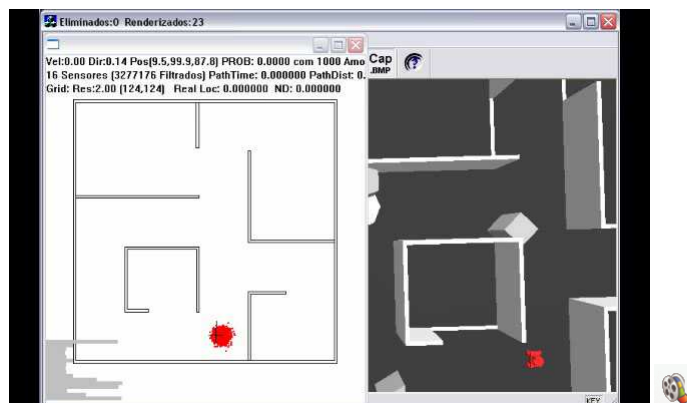 Eliminados:0 Renderizados:23
Vel:0.00 Dir:0.14 Pos(9.5,99.9,87.8) PROB: 0.0000 com 1000 Amo
16 Sensores (3277176 Filtrados) PathTime: 0.000000 PathDist: 0.
Grid: Res:2.00 (124,124) Real Loc: 0.000000 ND: 0.000000
Cap
.BMP
KEY